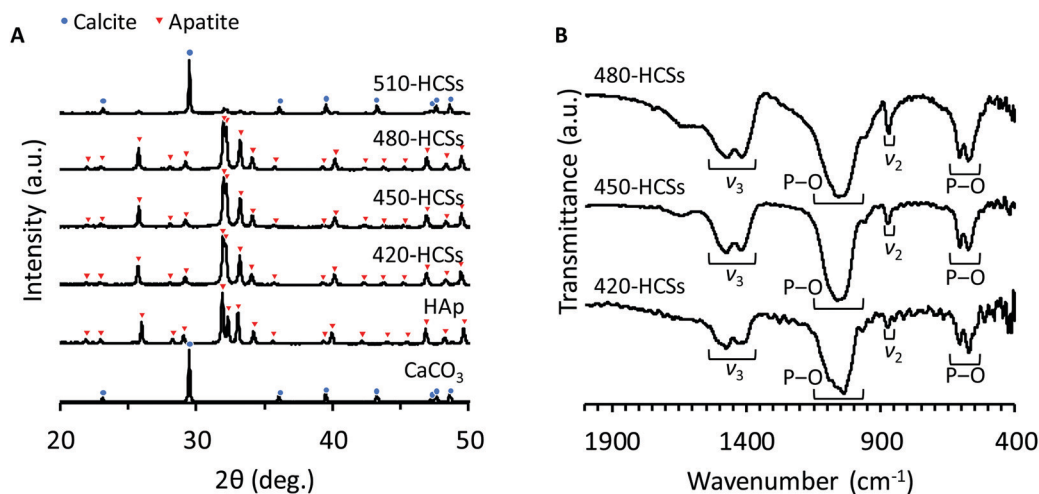 A
Calcite
Apatite
510-HCSs
480-HCSs
450-HCSs
420-HCSs
HAp
CaCO3
Intensity (a.u.)
20 30 40 50
2θ (deg.)
B
480-HCSs
ν3
P–O
ν2
P–O
450-HCSs
ν3
P–O
ν2
P–O
420-HCSs
ν3
P–O
ν2
P–O
Transmittance (a.u.)
1900 1400 900 400
Wavenumber (cm-1)